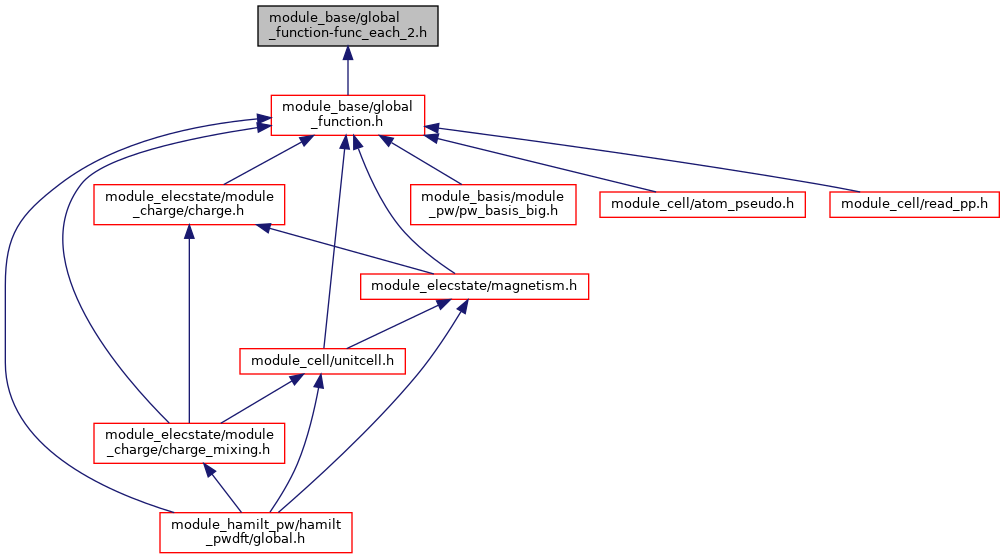 module_base/global
_function-func_each_2.h
module_base/global
_function.h
module_elecstate/module
_charge/charge.h
module_basis/module
_pw/pw_basis_big.h
module_cell/atom_pseudo.h
module_cell/read_pp.h
module_elecstate/magnetism.h
module_cell/unitcell.h
module_elecstate/module
_charge/charge_mixing.h
module_hamilt_pw/hamilt
_pwdft/global.h